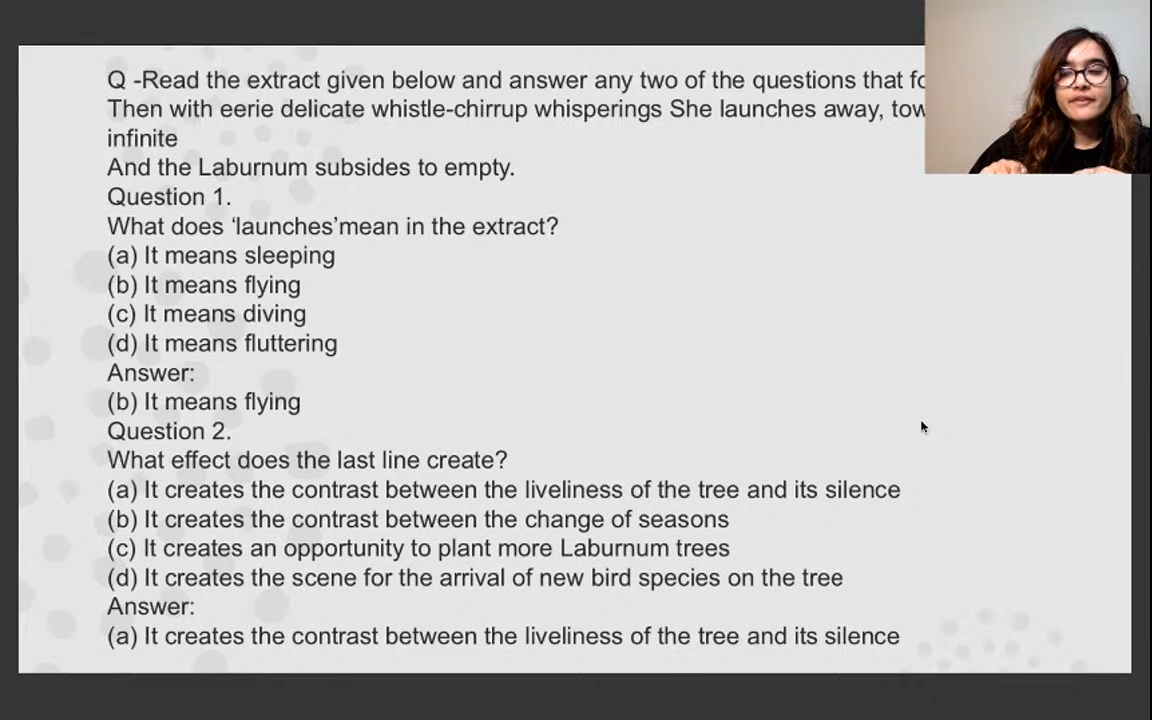 Q -Read the extract given below and answer any two of the questions that
Then with eerie delicate whistle-chirrup whisperings She launches away,
infinite
And the Laburnum subsides to empty.
Question 1.
What does ‘launches’mean in the extract?
(a) It means sleeping
(b) It means flying
(c) It means diving
(d) It means fluttering
Answer:
(b) It means flying
Question 2.
What effect does the last line create?
(a) It creates the contrast between the liveliness of the tree and its silence
(b) It creates the contrast between the change of seasons
(c) It creates an opportunity to plant more Laburnum trees
(d) It creates the scene for the arrival of new bird species on the tree
Answer:
(a) It creates the contrast between the liveliness of the tree and its silence